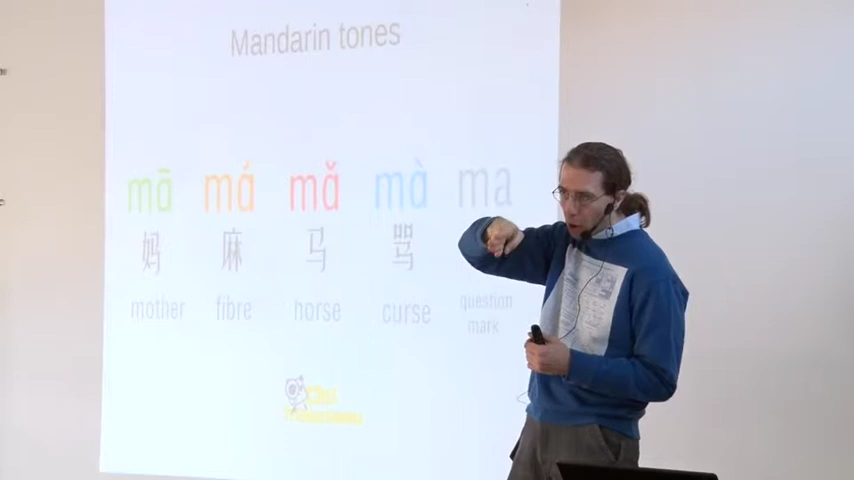 Mandarin tones
mā má mǎ mà ma
妈 麻 马 骂
mother fibre horse curse question
mark